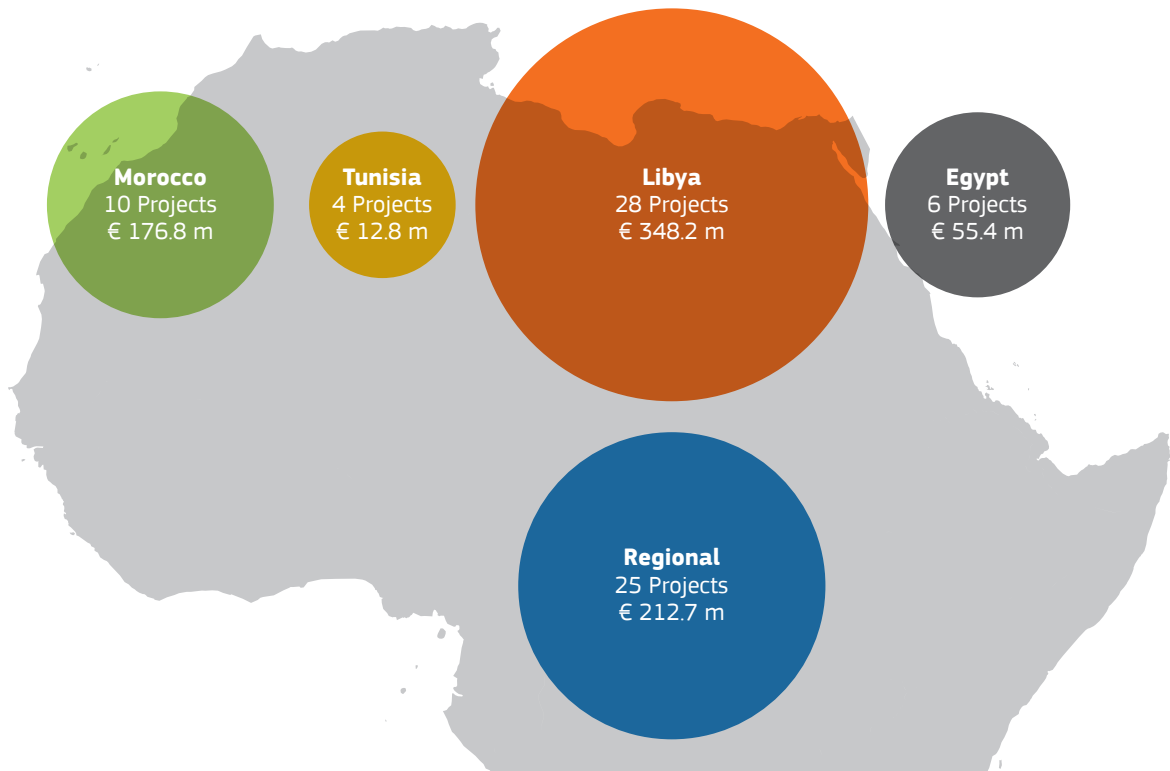 Morocco
10 Projects
€ 176.8 m
Tunisia
4 Projects
€ 12.8 m
Libya
28 Projects
€ 348.2 m
Egypt
6 Projects
€ 55.4 m
Regional
25 Projects
€ 212.7 m